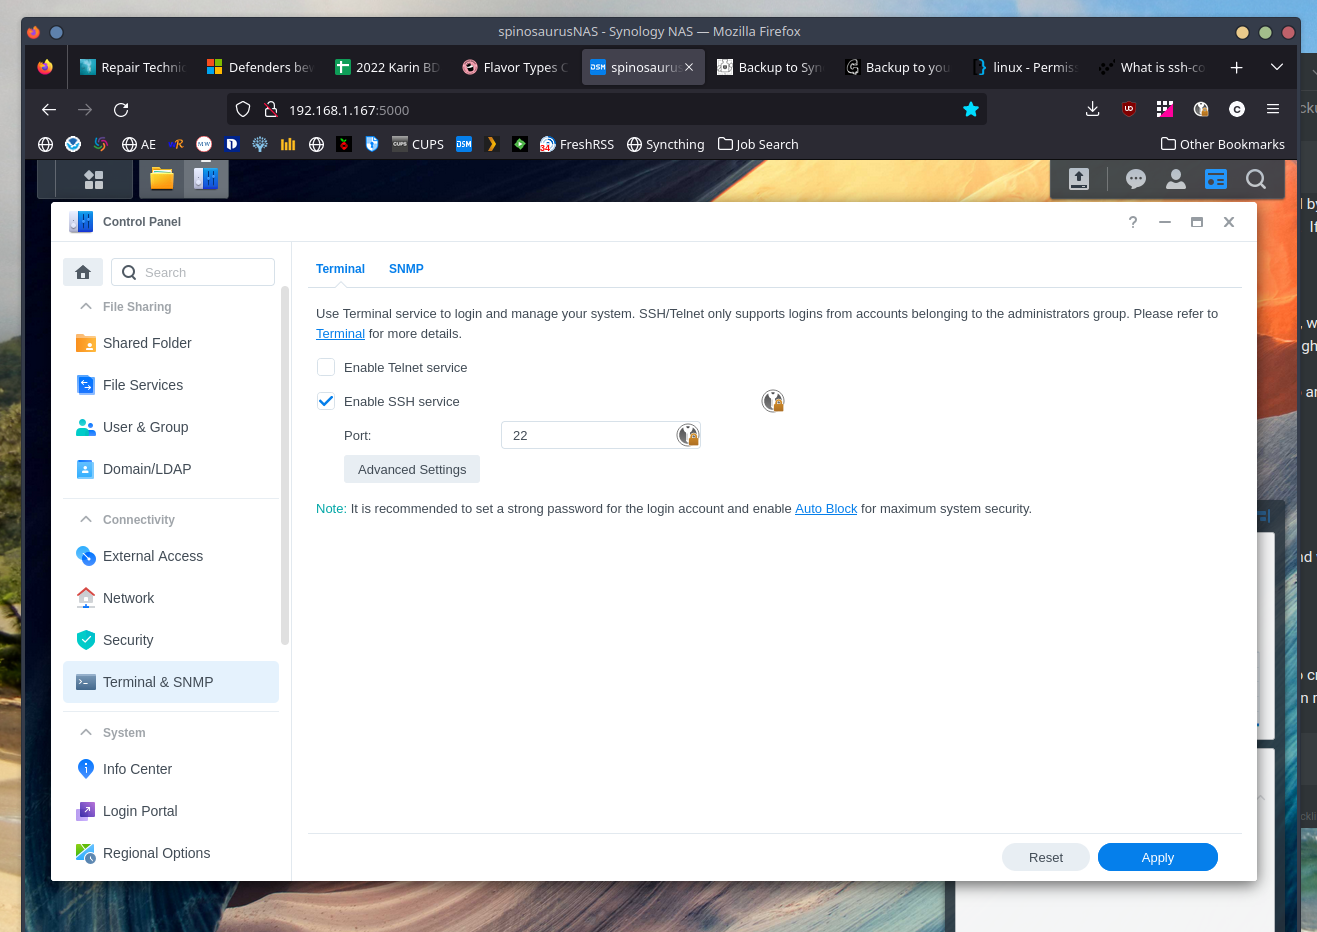 spinosaurusNAS - Synology NAS — Mozilla Firefox
Repair Technic
Defenders bew
2022 Karin BD
Flavor Types C
spinosaurus
Backup to Syn
Backup to you
linux - Permiss
What is ssh-co
192.168.1.167:5000
AE
CUPS
FreshRSS
Syncthing
Job Search
Other Bookmarks
Control Panel
Search
File Sharing
Shared Folder
File Services
User & Group
Domain/LDAP
Connectivity
External Access
Network
Security
Terminal & SNMP
System
Info Center
Login Portal
Regional Options
Terminal
SNMP
Use Terminal service to login and manage your system. SSH/Telnet only supports logins from accounts belonging to the administrators group. Please refer to
Terminal for more details.
Enable Telnet service
Enable SSH service
Port:
22
Advanced Settings
Note: It is recommended to set a strong password for the login account and enable Auto Block for maximum system security.
Reset
Apply